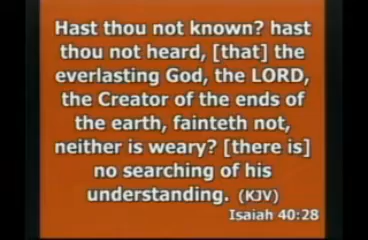 Hast thou not known? hast
thou not heard, [that] the
everlasting God, the LORD,
the Creator of the ends of
the earth, fainteth not,
neither is weary? [there is]
no searching of his
understanding. (KJV)
Isaiah 40:28